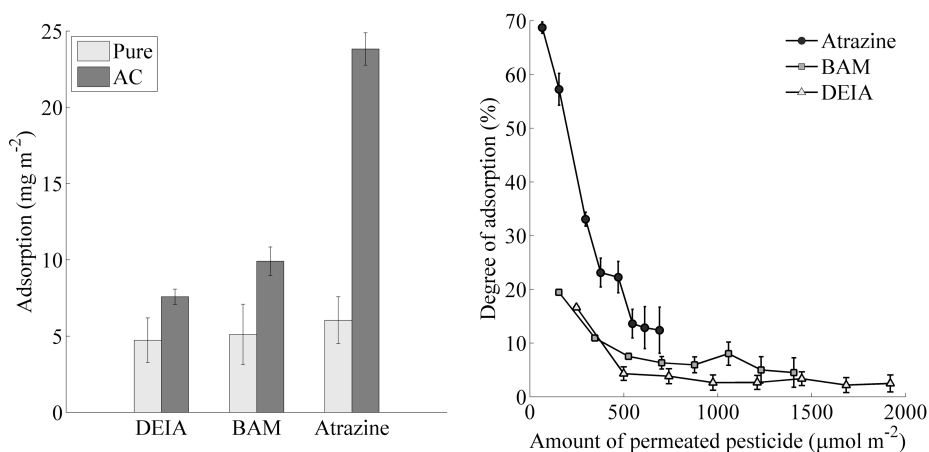 25
20
15
10
5
0
Adsorption (mg m⁻²)
Pure
AC
DEIA BAM Atrazine
70
60
50
40
30
20
10
0
Degree of adsorption (%)
Atrazine
BAM
DEIA
0 500 1000 1500 2000
Amount of permeated pesticide (μmol m⁻²)